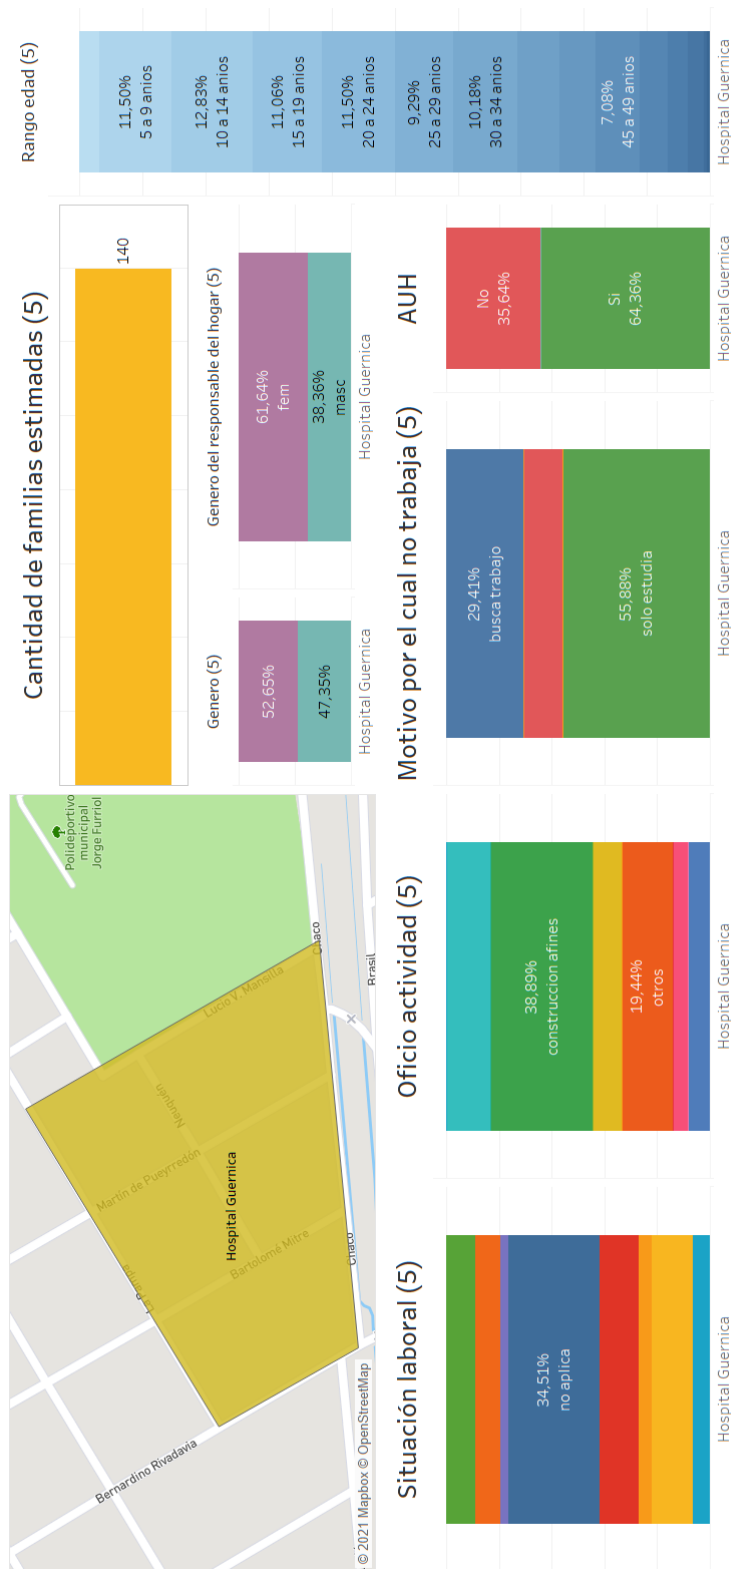 Polideportivo
municipal
Jorge Furriol
Lucio V. Mansilla
Chaco
Brasil
Neuquén
Martín de Pueyrredón
Hospital Guernica
Bartolomé Mitre
La Pampa
Chaco
Bernardino Rivadavia
© 2021 Mapbox © OpenStreetMap
Cantidad de familias estimadas (5)
140
Rango edad (5)
11,50%
5 a 9 anios
12,83%
10 a 14 anios
11,06%
15 a 19 anios
11,50%
20 a 24 anios
9,29%
25 a 29 anios
10,18%
30 a 34 anios
7,08%
45 a 49 anios
Hospital Guernica
Genero (5)
52,65%
47,35%
Hospital Guernica
Genero del responsable del hogar (5)
61,64%
fem
38,36%
masc
Hospital Guernica
Situación laboral (5)
34,51%
no aplica
Hospital Guernica
Oficio actividad (5)
38,89%
construccion afines
19,44%
otros
Hospital Guernica
Motivo por el cual no trabaja (5)
29,41%
busca trabajo
55,88%
solo estudia
Hospital Guernica
AUH
No
35,64%
Si
64,36%
Hospital Guernica